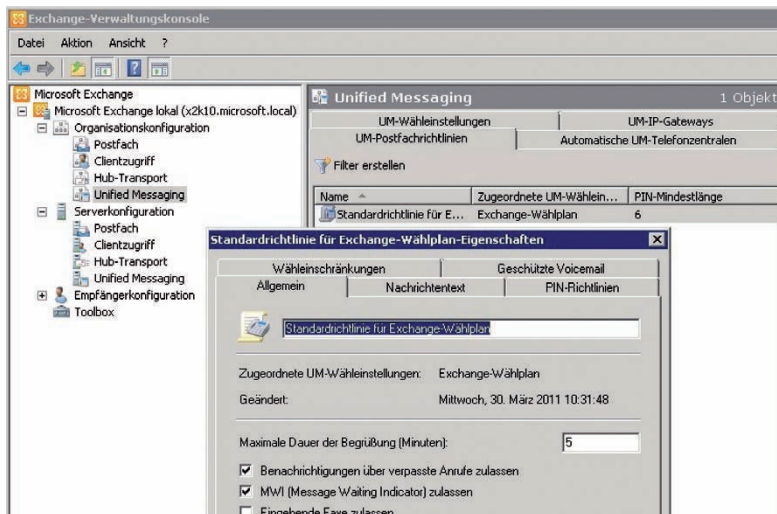 Exchange-Verwaltungskonsole
Datei Aktion Ansicht ?
Microsoft Exchange
Microsoft Exchange lokal (x2k10.microsoft.local)
Organisationskonfiguration
Postfach
Clientzugriff
Hub-Transport
Unified Messaging
Serverkonfiguration
Postfach
Clientzugriff
Hub-Transport
Unified Messaging
Empfängerkonfiguration
Toolbox
Unified Messaging 1 Objekt
UM-Wähleinstellungen UM-IP-Gateways
UM-Postfachrichtlinien Automatische UM-Telefonzentralen
Filter erstellen
Name Zugeordnete UM-Wählein... PIN-Mindestlänge
Standardrichtlinie für E... Exchange-Wählplan 6
Standardrichtlinie für Exchange-Wählplan-Eigenschaften
Wähleinschränkungen Geschützte Voicemail
Allgemein Nachrichtentext PIN-Richtlinien
Standardrichtlinie für Exchange-Wählplan
Zugeordnete UM-Wähleinstellungen: Exchange-Wählplan
Geändert: Mittwoch, 30. März 2011 10:31:48
Maximale Dauer der Begrüßung (Minuten): 5
Benachrichtigungen über verpasste Anrufe zulassen
MWI (Message Waiting Indicator) zulassen
Eingehende Faxe zulassen